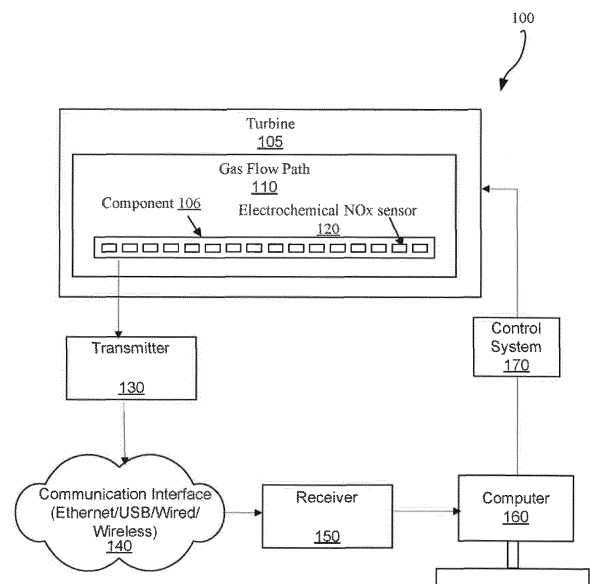 100
Turbine
105
Gas Flow Path
110
Component 106
Electrochemical NOx sensor
120
Transmitter
130
Control
System
170
Communication Interface
(Ethernet/USB/Wired/
Wireless)
140
Receiver
150
Computer
160